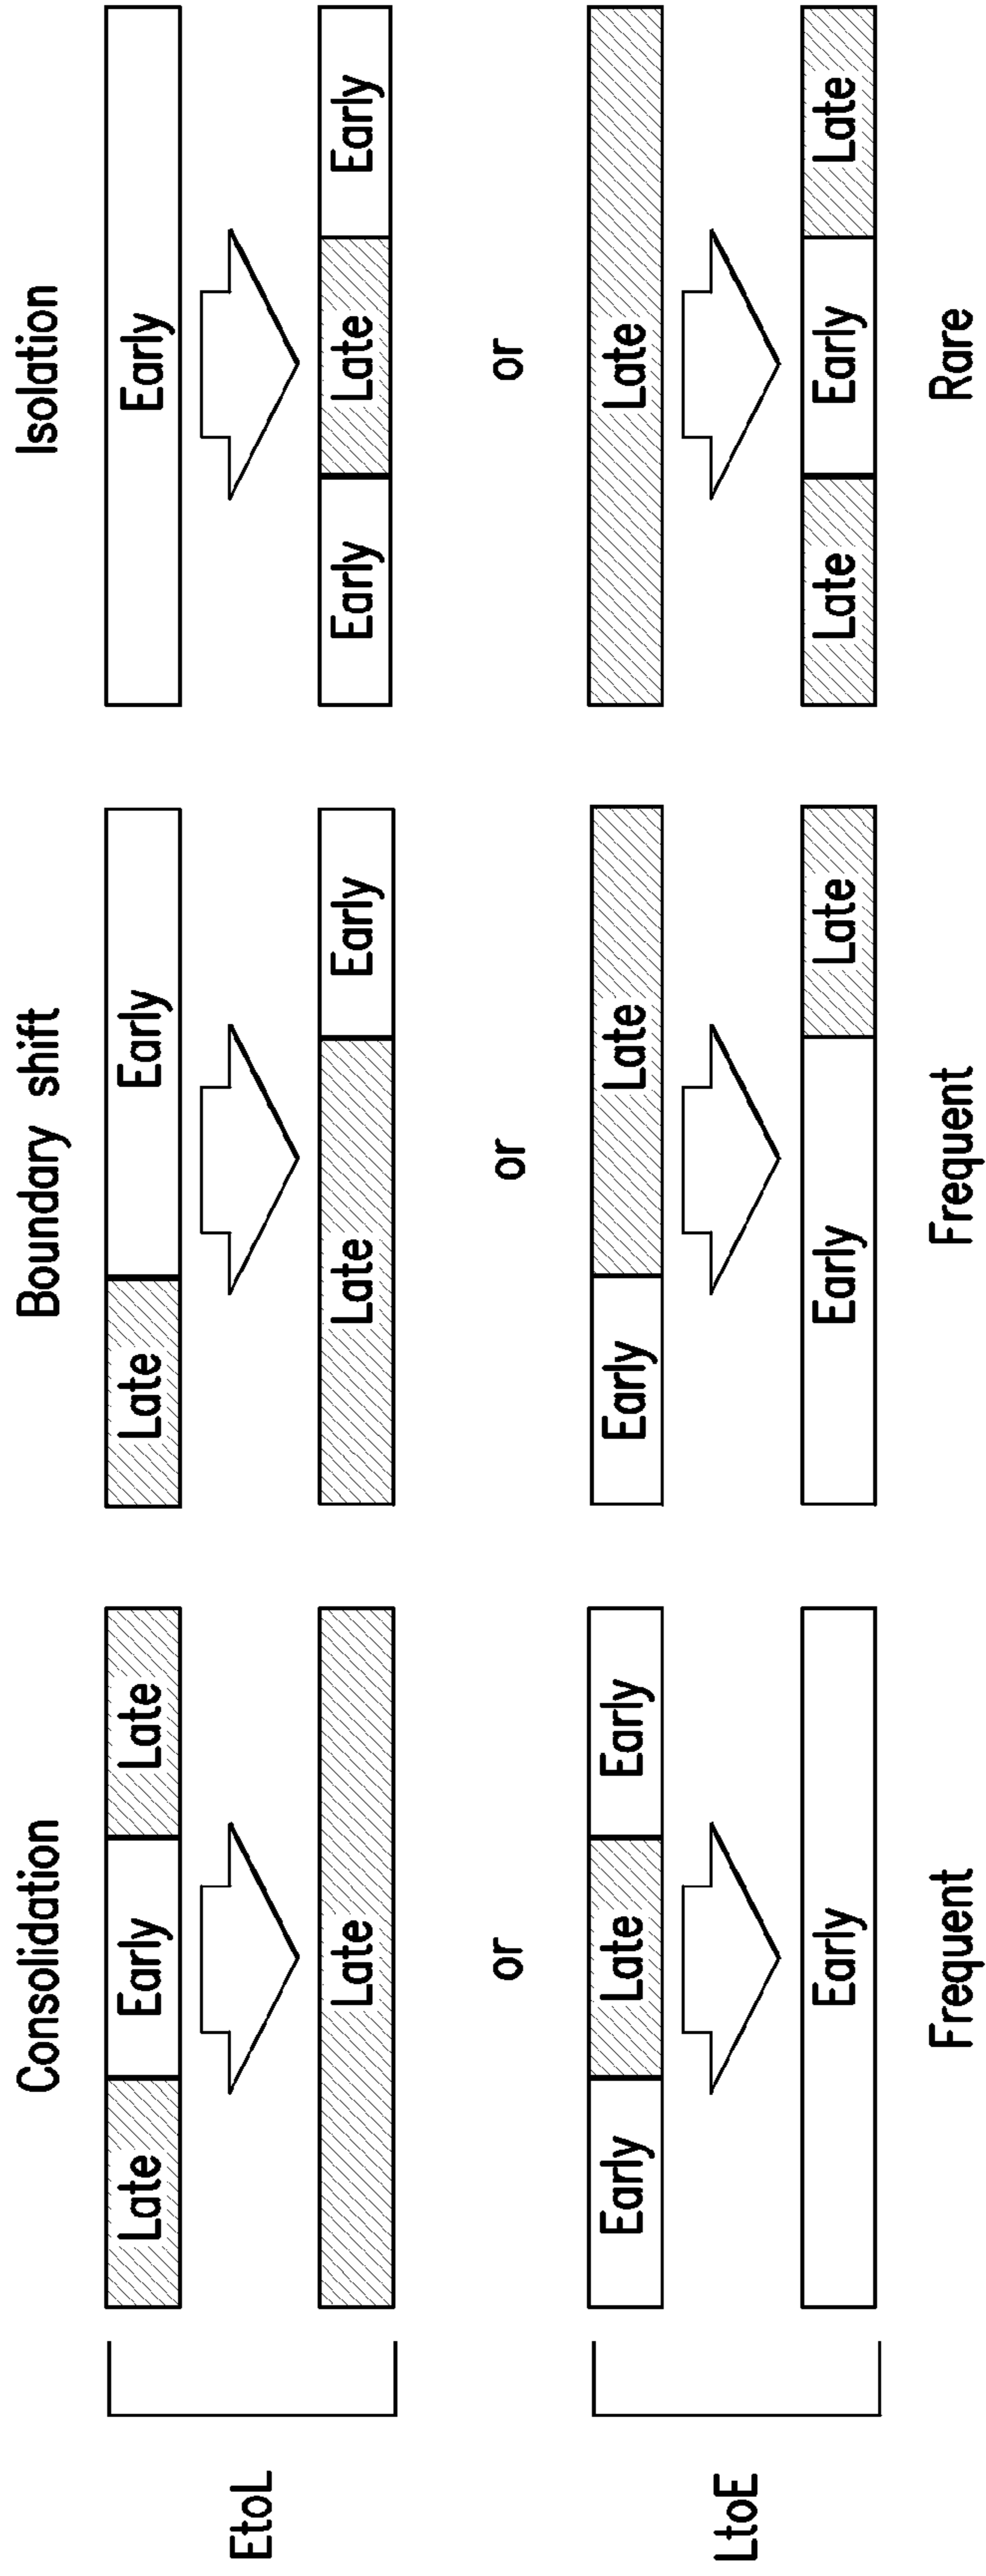 Consolidation Boundary shift Isolation
EtoL
Late Early Late Late Early Early
Late Late Early Early Late Early
or or or
LtoE
Early Late Early Early Late Late
Early Early Late Late Early Late
Frequent Frequent Rare